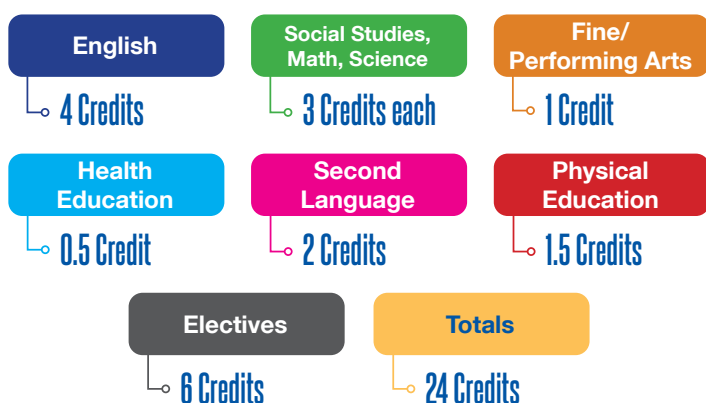 English
4 Credits
Social Studies,
Math, Science
3 Credits each
Fine/
Performing Arts
1 Credit
Health
Education
0.5 Credit
Second
Language
2 Credits
Physical
Education
1.5 Credits
Electives
6 Credits
Totals
24 Credits